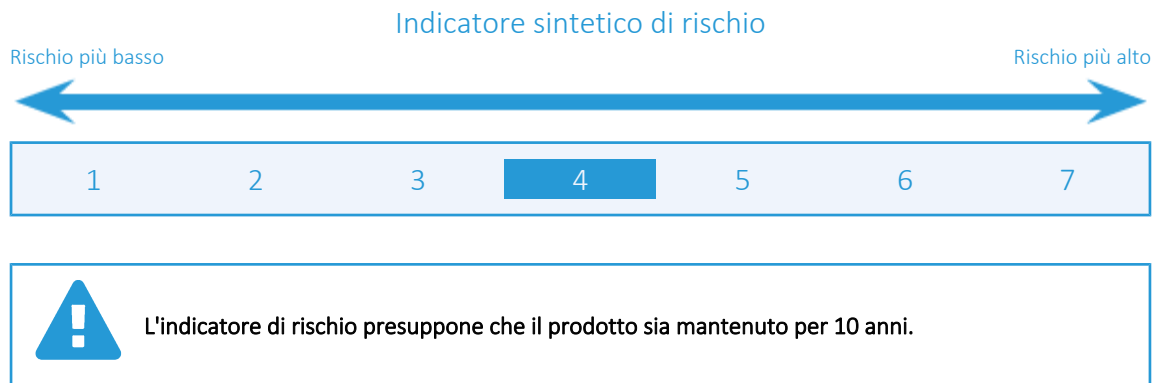 Indicatore sintetico di rischio
Rischio più basso Rischio più alto
1 2 3 4 5 6 7
L'indicatore di rischio presuppone che il prodotto sia mantenuto per 10 anni.